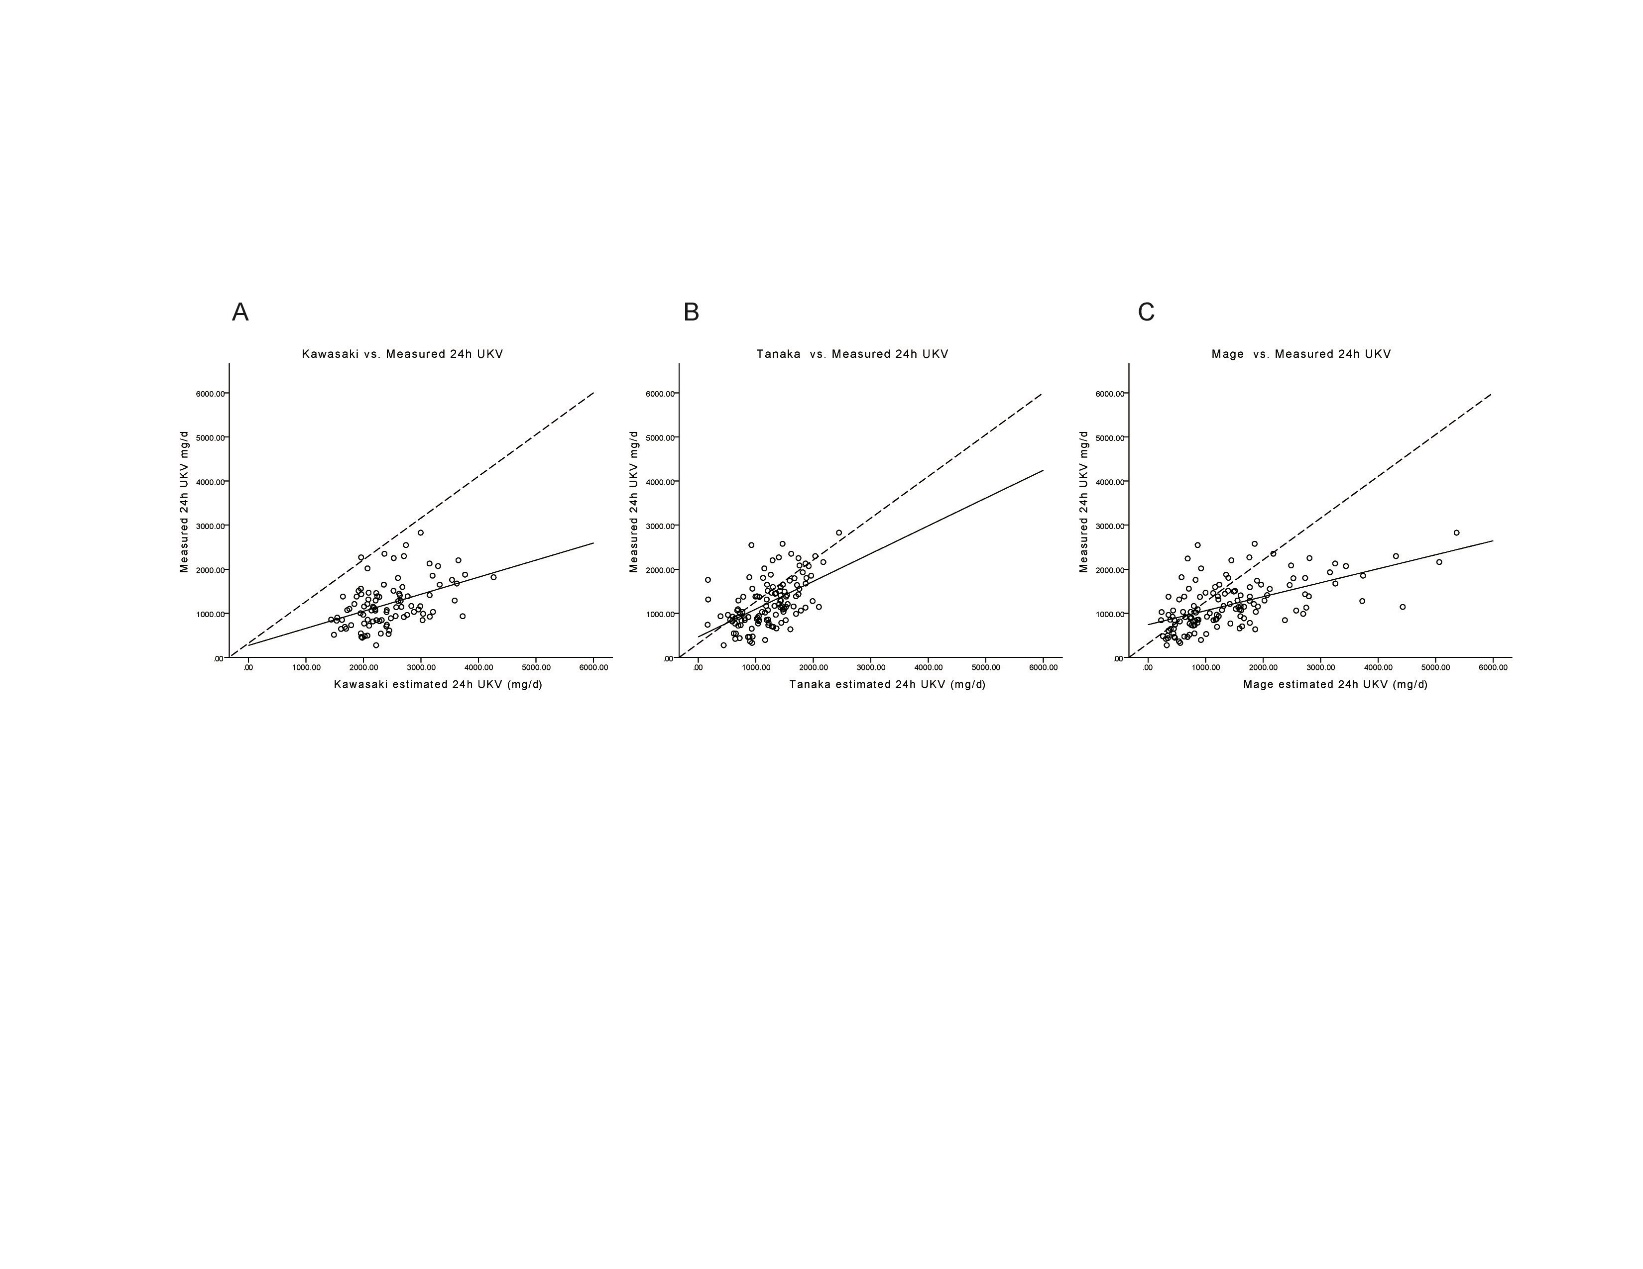 A
B
C
Kawasaki vs. Measured 24h UKV
Tanaka vs. Measured 24h UKV
Mage vs. Measured 24h UKV
Measured 24h UKV mg/d
6000.00
5000.00
4000.00
3000.00
2000.00
1000.00
.00
.00 1000.00 2000.00 3000.00 4000.00 5000.00 6000.00
Kawasaki estimated 24h UKV (mg/d)
Measured 24h UKV mg/d
6000.00
5000.00
4000.00
3000.00
2000.00
1000.00
.00
.00 1000.00 2000.00 3000.00 4000.00 5000.00 6000.00
Tanaka estimated 24h UKV (mg/d)
Measured 24h UKV mg/d
6000.00
5000.00
4000.00
3000.00
2000.00
1000.00
.00
.00 1000.00 2000.00 3000.00 4000.00 5000.00 6000.00
Mage estimated 24h UKV (mg/d)